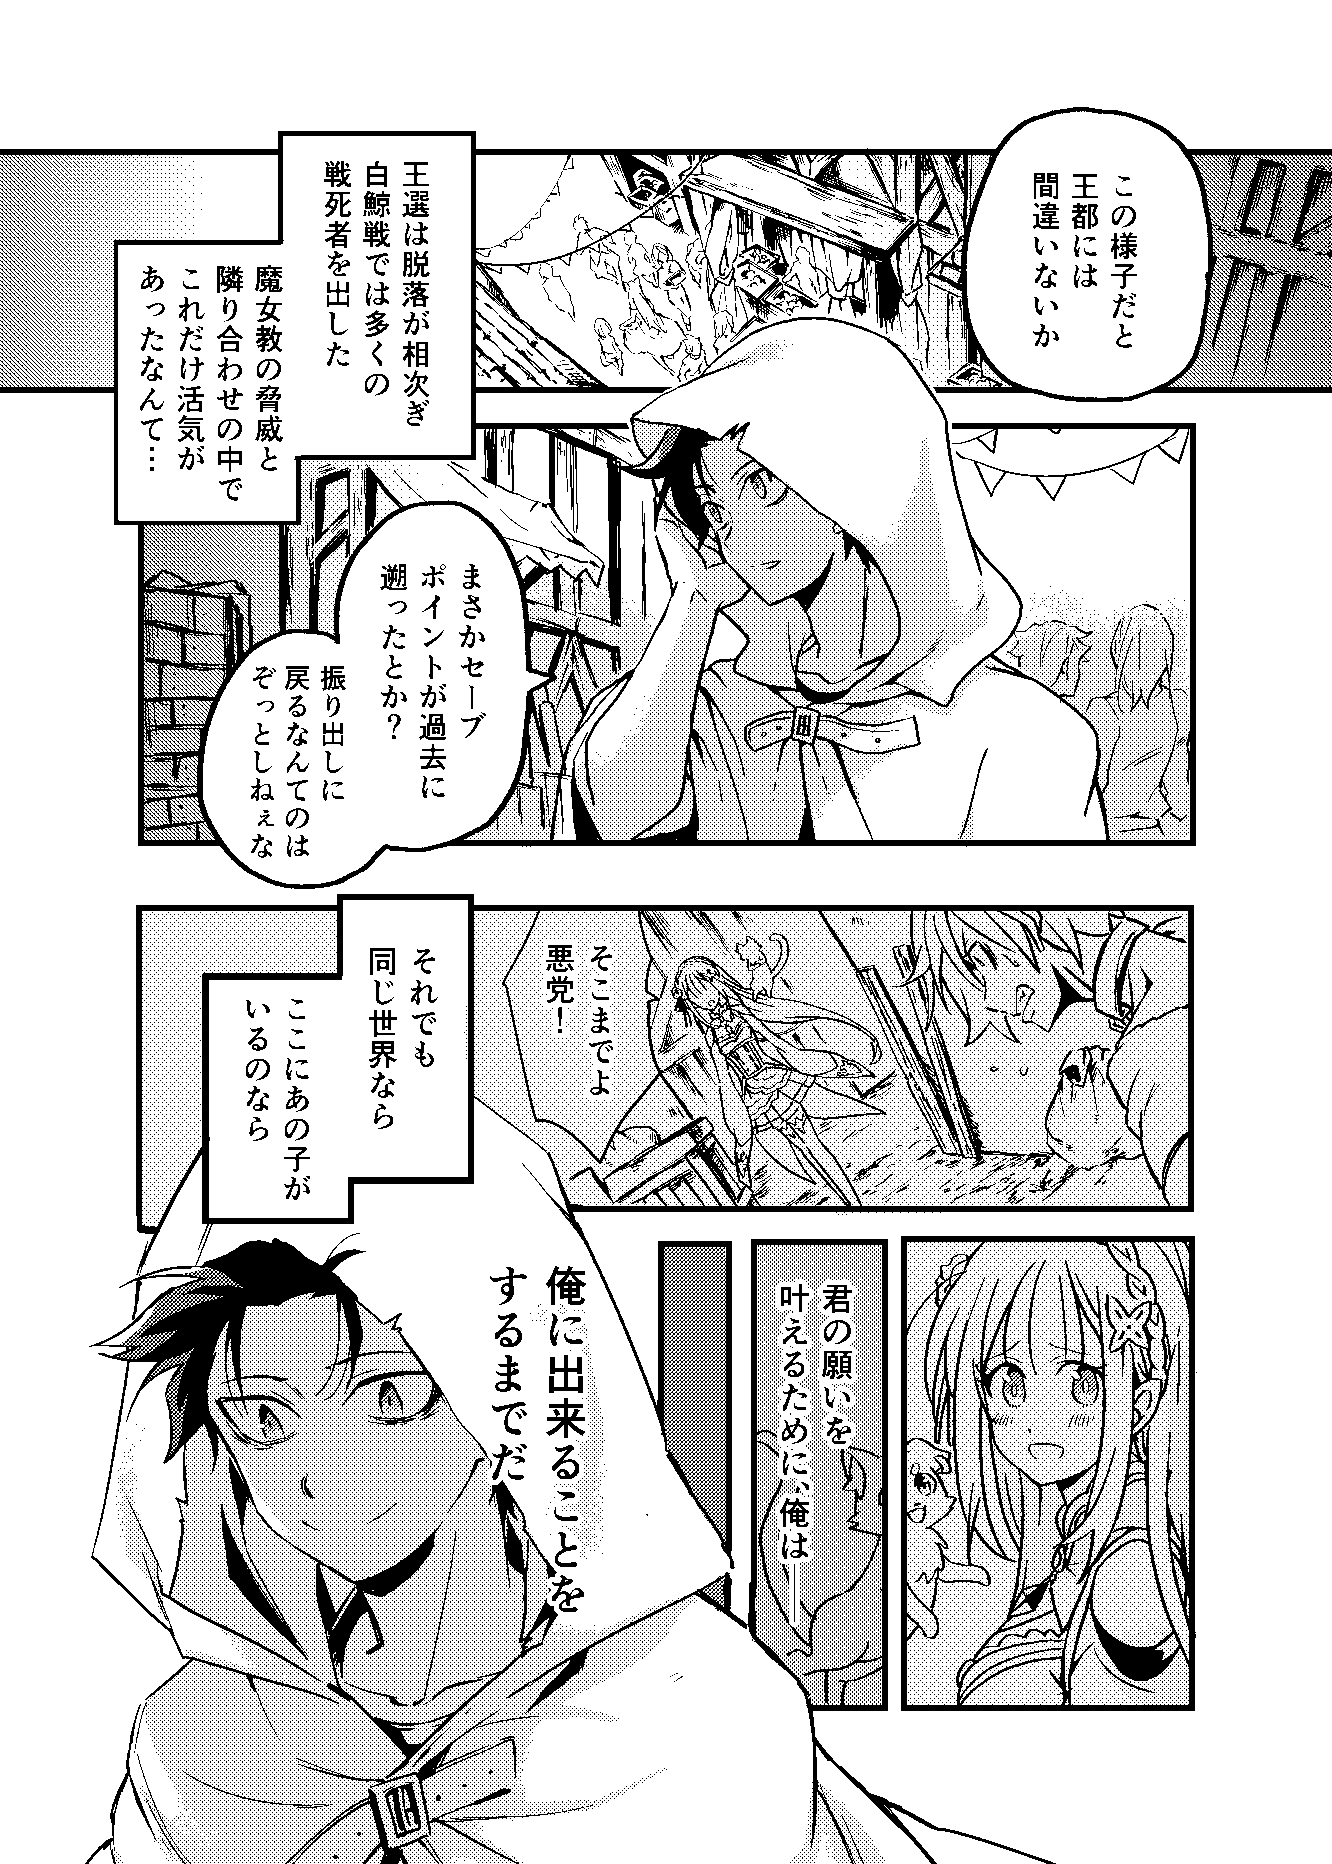 この様子だと
王都には
間違いないか
王選は脱落が相次ぎ
白鯨戦では多くの
戦死者を出した
魔女教の脅威と
隣り合わせの中で
これだけ活気が
あったなんて…
まさかセーブ
ポイントが過去に
遡ったとか?
振り出しに
戻るなんてのは
ぞっとしねぇな
そこまでよ
悪党!
それでも
同じ世界なら
ここにあの子が
いるのなら
君の願いを
叶えるために、俺は──
俺に出来ることを
するまでだ